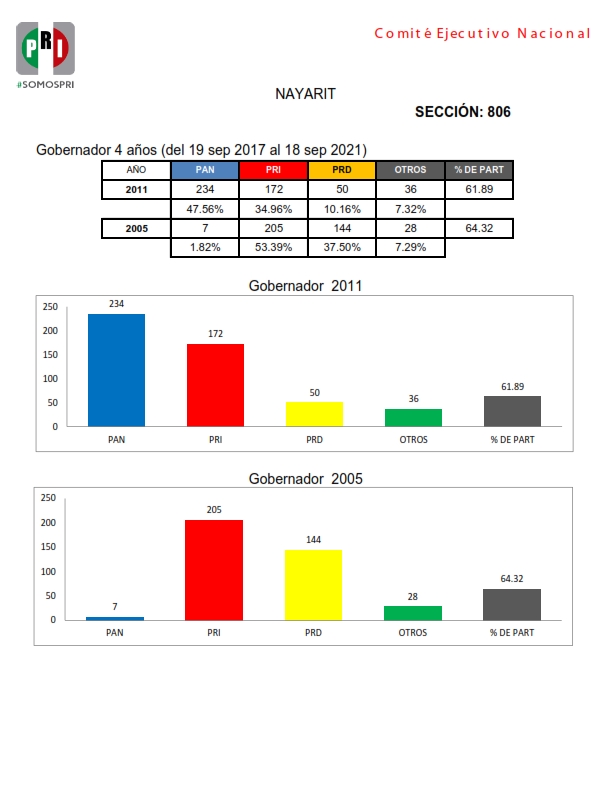 PRI
#SOMOSPRI
Comité Ejecutivo Nacional
NAYARIT
SECCIÓN: 806
Gobernador 4 años (del 19 sep 2017 al 18 sep 2021)
AÑO PAN PRI PRD OTROS % DE PART
2011 234 172 50 36 61.89
47.56% 34.96% 10.16% 7.32%
2005 7 205 144 28 64.32
1.82% 53.39% 37.50% 7.29%
Gobernador 2011
250
200
150
100
50
0
234
172
50
36
61.89
PAN PRI PRD OTROS % DE PART
Gobernador 2005
250
200
150
100
50
0
7
205
144
28
64.32
PAN PRI PRD OTROS % DE PART